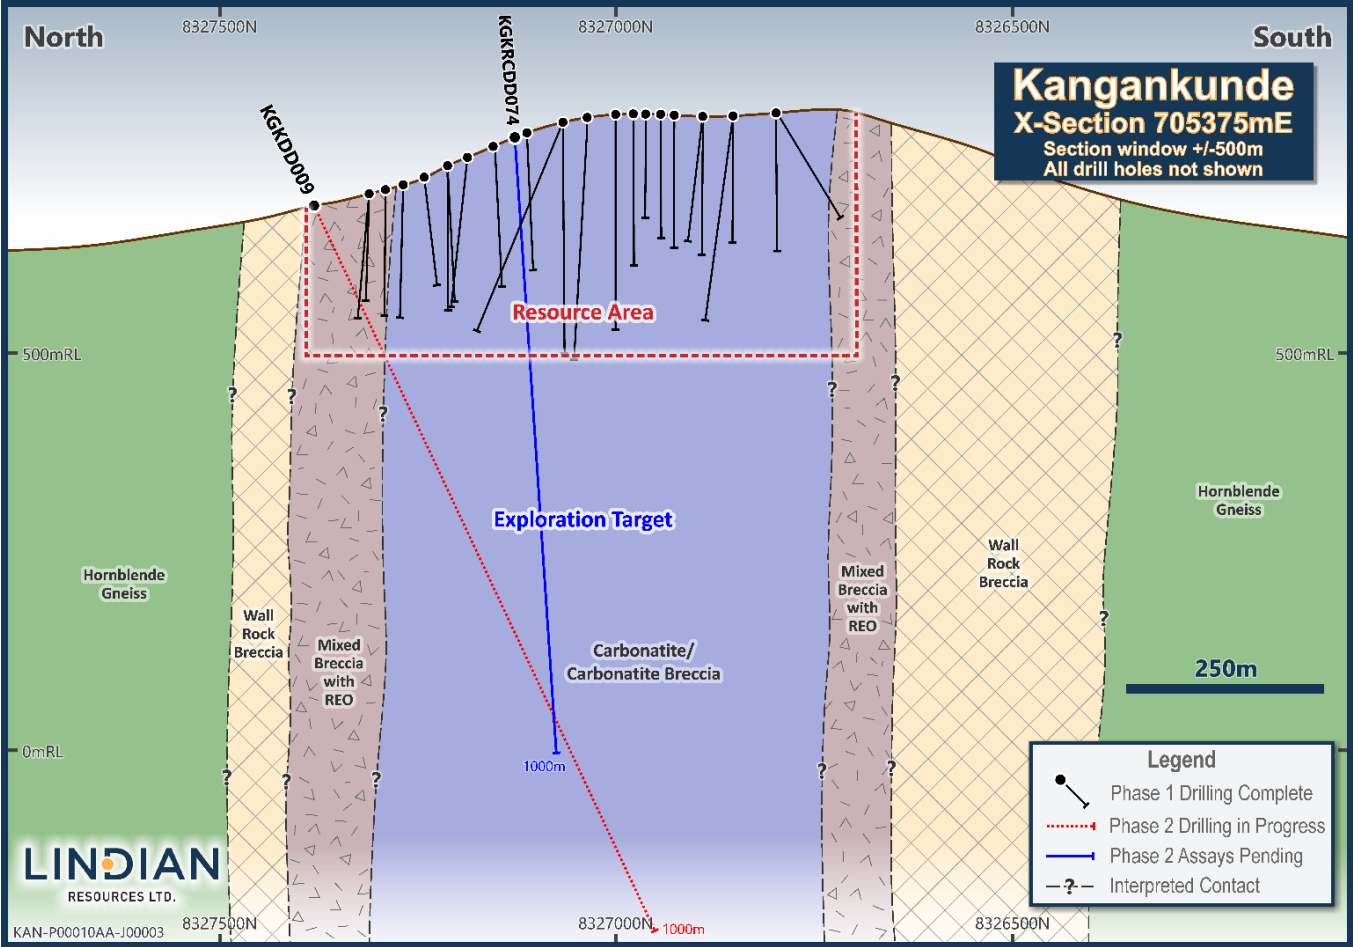 8327500N
8327000N
8326500N
North
South
KGKRCDD074
KGKDD009
Kangankunde
X-Section 705375mE
Section window +/-500m
All drill holes not shown
Resource Area
500mRL
500mRL
?
?
?
?
?
?
Exploration Target
Hornblende
Gneiss
Hornblende
Gneiss
Wall
Rock
Breccia
Mixed
Breccia
with
REO
Wall
Rock
Breccia
Mixed
Breccia
with
REO
?
Carbonatite/
Carbonatite Breccia
250m
0mRL
1000m
?
?
?
?
?
Legend
Phase 1 Drilling Complete
Phase 2 Drilling in Progress
Phase 2 Assays Pending
?
Interpreted Contact
LINDIAN
RESOURCES LTD.
KAN-P00010AA-J00003
8327500N
8327000N
1000m
8326500N